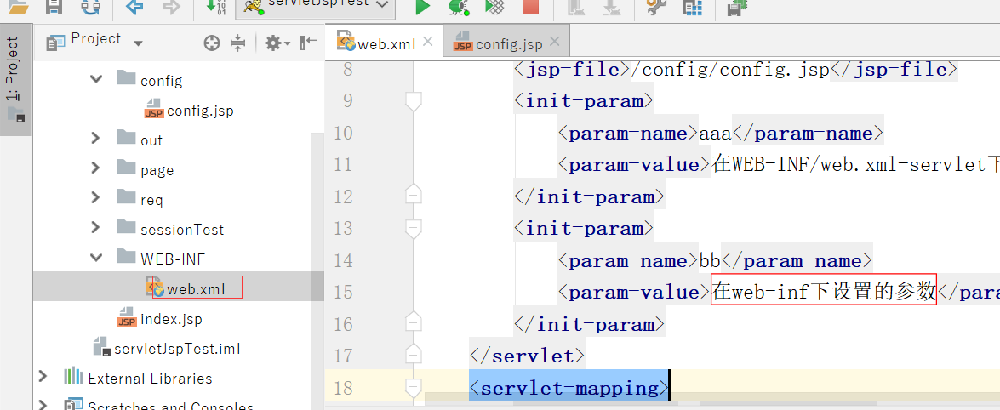 servletJspTest
1: Project
Project
config
JSP config.jsp
out
page
req
sessionTest
WEB-INF
web.xml
JSP index.jsp
servletJspTest.iml
External Libraries
Scratches and Consoles
web.xml
JSP config.jsp
8 <jsp-file>/config/config.jsp</jsp-file>
9 <init-param>
10 <param-name>aaa</param-name>
11 <param-value>在WEB-INF/web.xml-servlet下
12 </init-param>
13 <init-param>
14 <param-name>bb</param-name>
15 <param-value>在web-inf下设置的参数</para
16 </init-param>
17 </servlet>
18 <servlet-mapping>